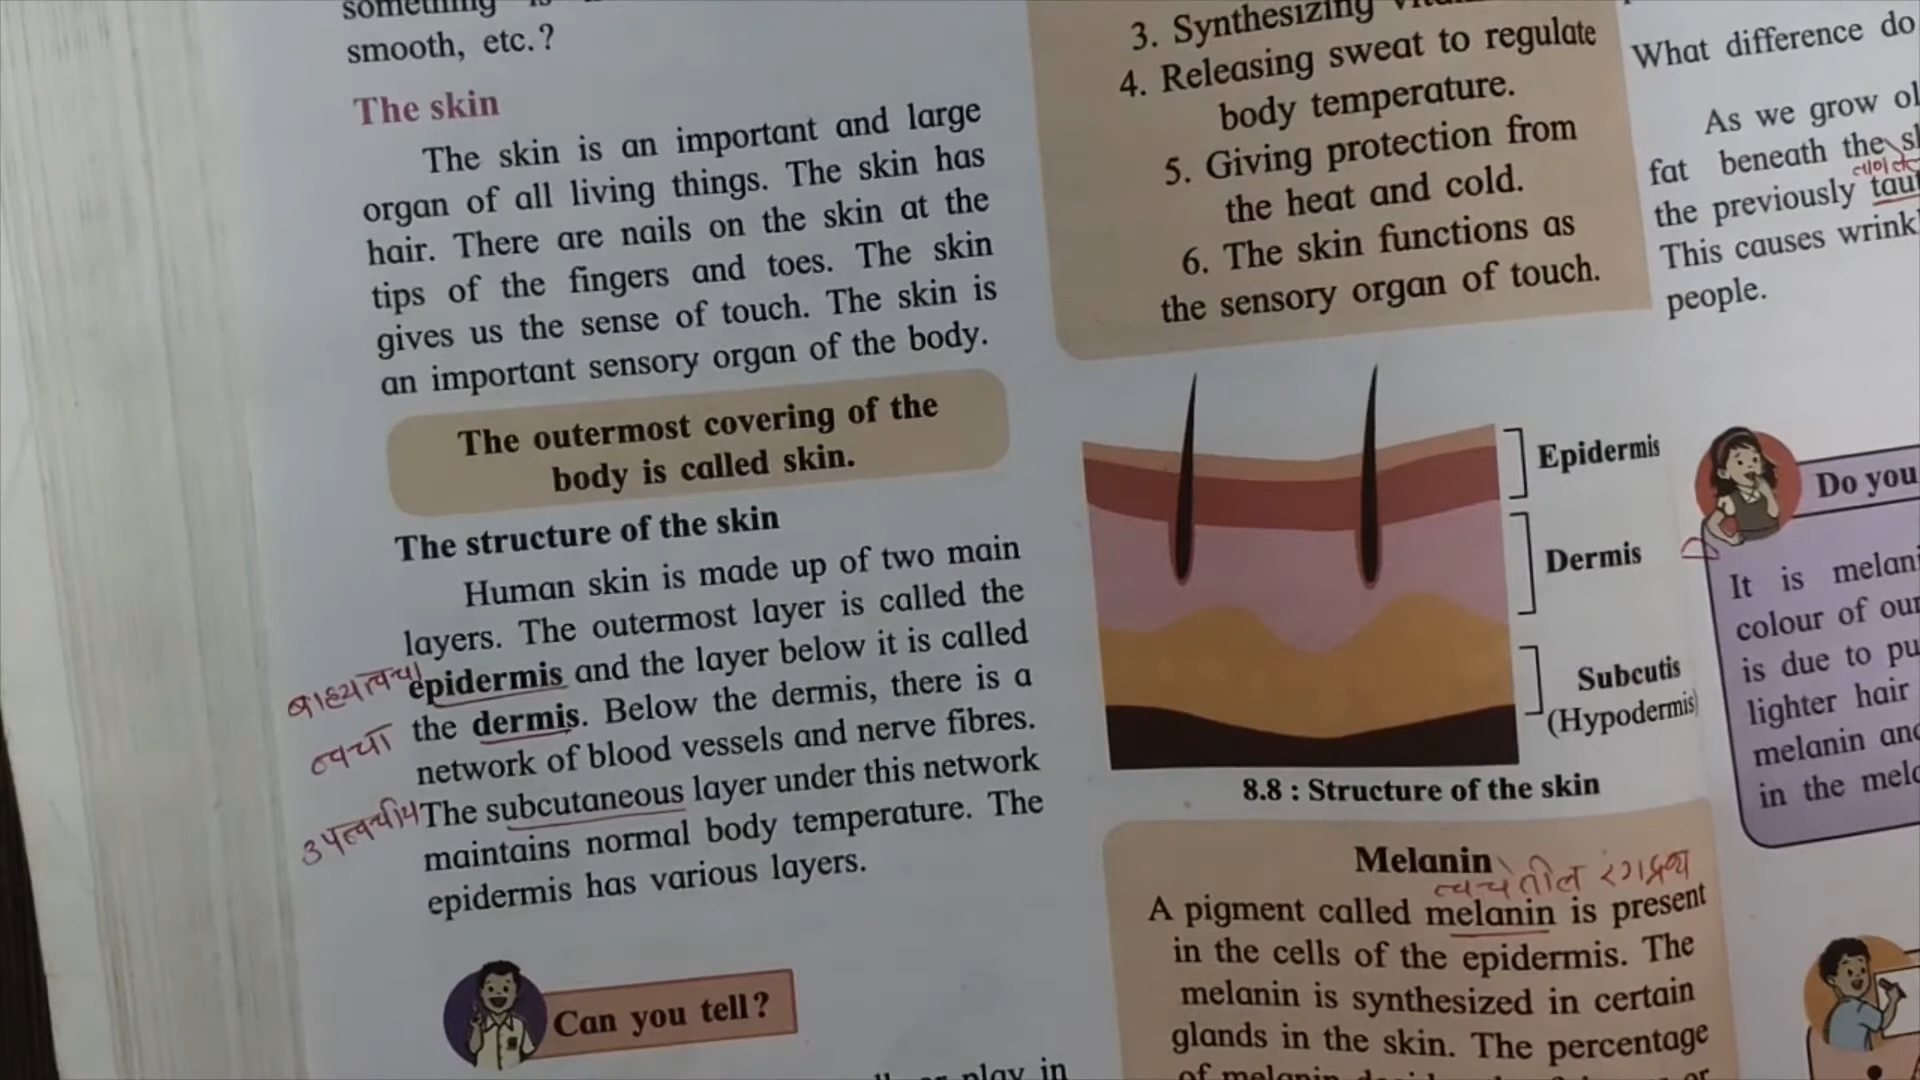 something
smooth, etc.?
The skin
The skin is an important and large
organ of all living things. The skin has
hair. There are nails on the skin at the
tips of the fingers and toes. The skin
gives us the sense of touch. The skin is
an important sensory organ of the body.
The outermost covering of the
body is called skin.
The structure of the skin
Human skin is made up of two main
layers. The outermost layer is called the
बाह्यत्वचा epidermis and the layer below it is called
त्वचा the dermis. Below the dermis, there is a
network of blood vessels and nerve fibres.
उपत्वचीय The subcutaneous layer under this network
maintains normal body temperature. The
epidermis has various layers.
Can you tell?
play in
3. Synthesizing
4. Releasing sweat to regulate
body temperature.
5. Giving protection from
the heat and cold.
6. The skin functions as
the sensory organ of touch.
Epidermis
Dermis
Subcutis
(Hypodermis)
8.8 : Structure of the skin
Melanin
त्वचेतील रंगद्रव्य
A pigment called melanin is present
in the cells of the epidermis. The
melanin is synthesized in certain
glands in the skin. The percentage
of melanin
What difference do
As we grow
fat beneath the
the previously
This causes
people.
Do you
It is
colour of
is due to
lighter hair
melanin
in the